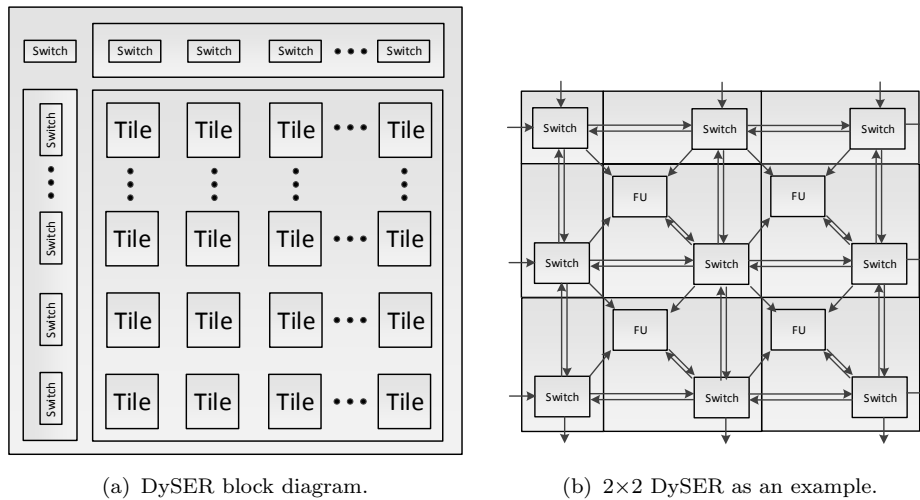 Switch Switch Switch Switch Switch
Switch Tile Tile Tile Tile
Switch Tile Tile Tile Tile
Switch Tile Tile Tile Tile
Switch Tile Tile Tile Tile
(a) DySER block diagram.
Switch Switch Switch
FU FU
Switch Switch Switch
FU FU
Switch Switch Switch
(b) 2×2 DySER as an example.